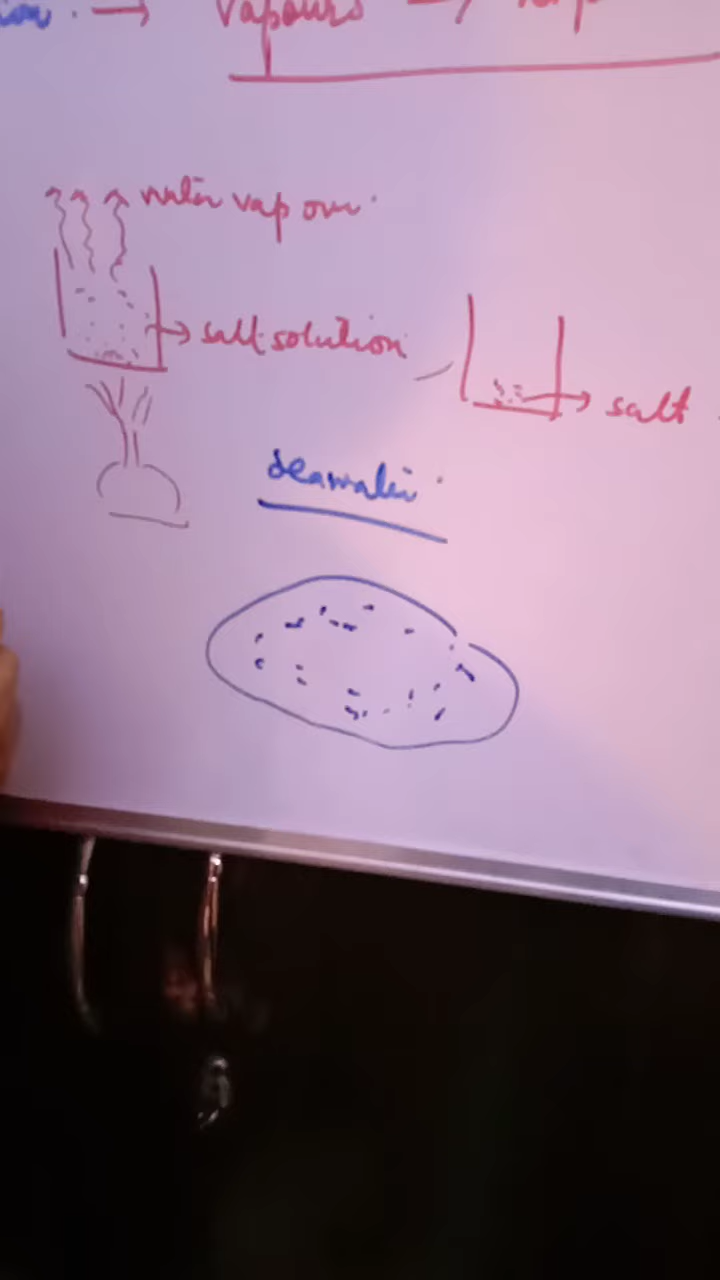 → vapours →
water vapour.
→ salt solution
→ salt.
seawater.